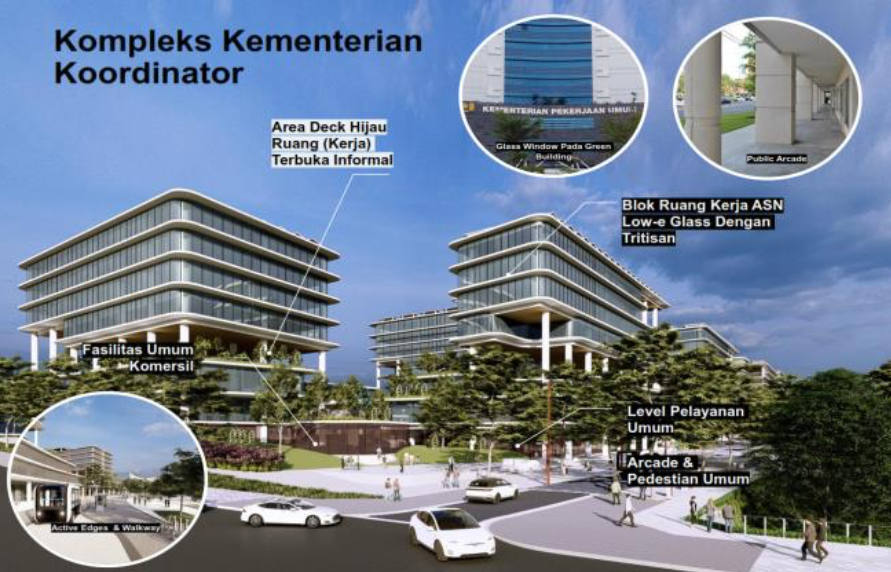 Kompleks Kementerian
Koordinator
KEMENTERIAN PEKERJAAN UMUM
Glass Window Pada Green
Building
Public Arcade
Area Deck Hijau
Ruang (Kerja)
Terbuka Informal
Blok Ruang Kerja ASN
Low-e Glass Dengan
Tritisan
Fasilitas Umum
Komersil
Level Pelayanan
Umum
Arcade &
Pedestian Umum
Active Edges & Walkway